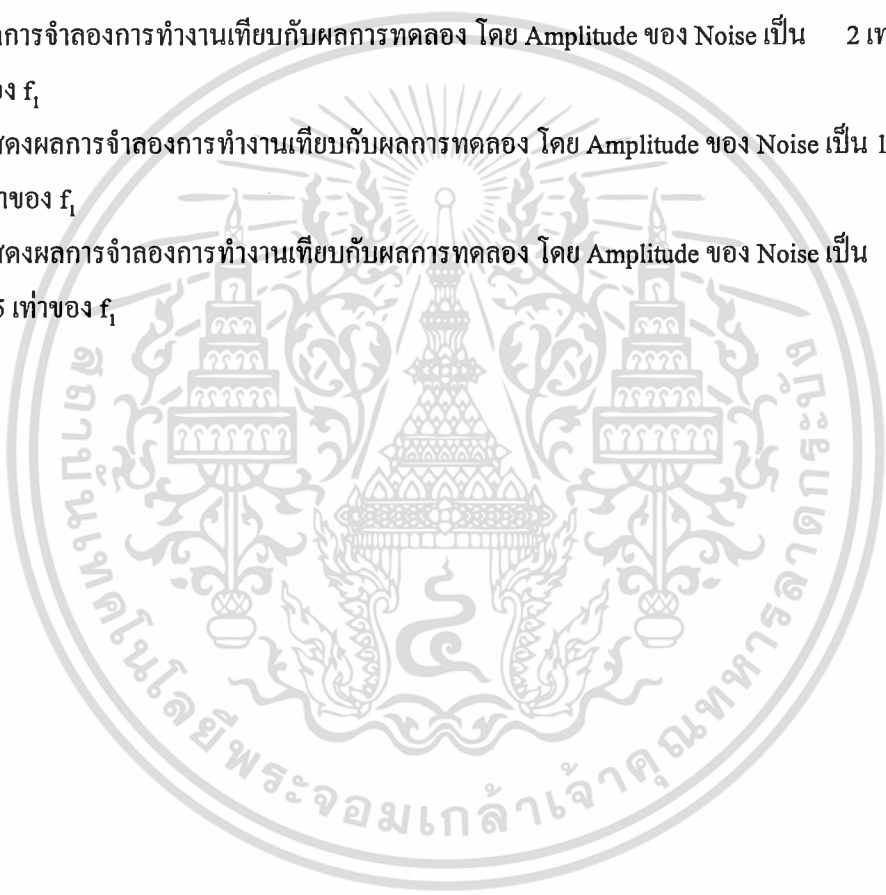 การจำลองการทำงานเทียบกับผลการทดลอง โดย Amplitude ของ Noise เป็น 2
f₁
ดงผลการจำลองการทำงานเทียบกับผลการทดลอง โดย Amplitude ของ Noise เป็น 1
ของ f₁
ดงผลการจำลองการทำงานเทียบกับผลการทดลอง โดย Amplitude ของ Noise เป็น
5 เท่าของ f₁
สถาบันเทคโนโลยีพระจอมเกล้าเจ้าคุณทหารลาดกระบัง